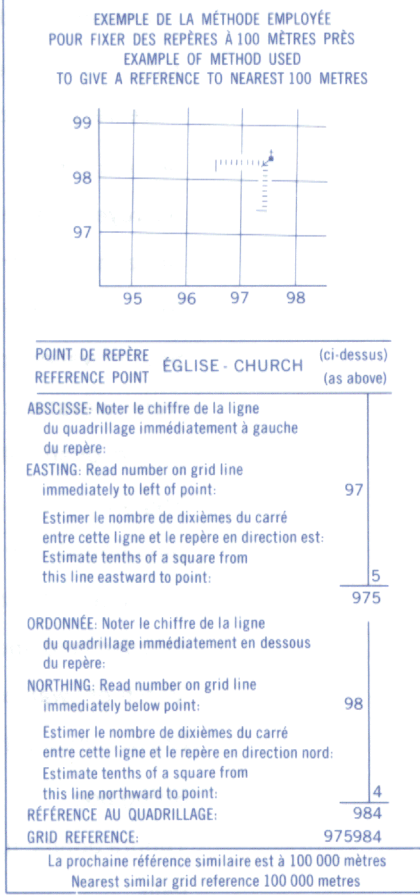 EXEMPLE DE LA MÉTHODE EMPLOYÉE
POUR FIXER DES REPÈRES À 100 MÈTRES PRÈS
EXAMPLE OF METHOD USED
TO GIVE A REFERENCE TO NEAREST 100 METRES
99
98
97
95 96 97 98
POINT DE REPÈRE
REFERENCE POINT
ÉGLISE - CHURCH
(ci-dessus)
(as above)
ABSCISSE: Noter le chiffre de la ligne
du quadrillage immédiatement à gauche
du repère:
EASTING: Read number on grid line
immediately to left of point: 97
Estimer le nombre de dixièmes du carré
entre cette ligne et le repère en direction est:
Estimate tenths of a square from
this line eastward to point: 5
975
ORDONNÉE: Noter le chiffre de la ligne
du quadrillage immédiatement en dessous
du repère:
NORTHING: Read number on grid line
immediately below point: 98
Estimer le nombre de dixièmes du carré
entre cette ligne et le repère en direction nord:
Estimate tenths of a square from
this line northward to point: 4
RÉFÉRENCE AU QUADRILLAGE: 984
GRID REFERENCE: 975984
La prochaine référence similaire est à 100 000 mètres
Nearest similar grid reference 100 000 metres